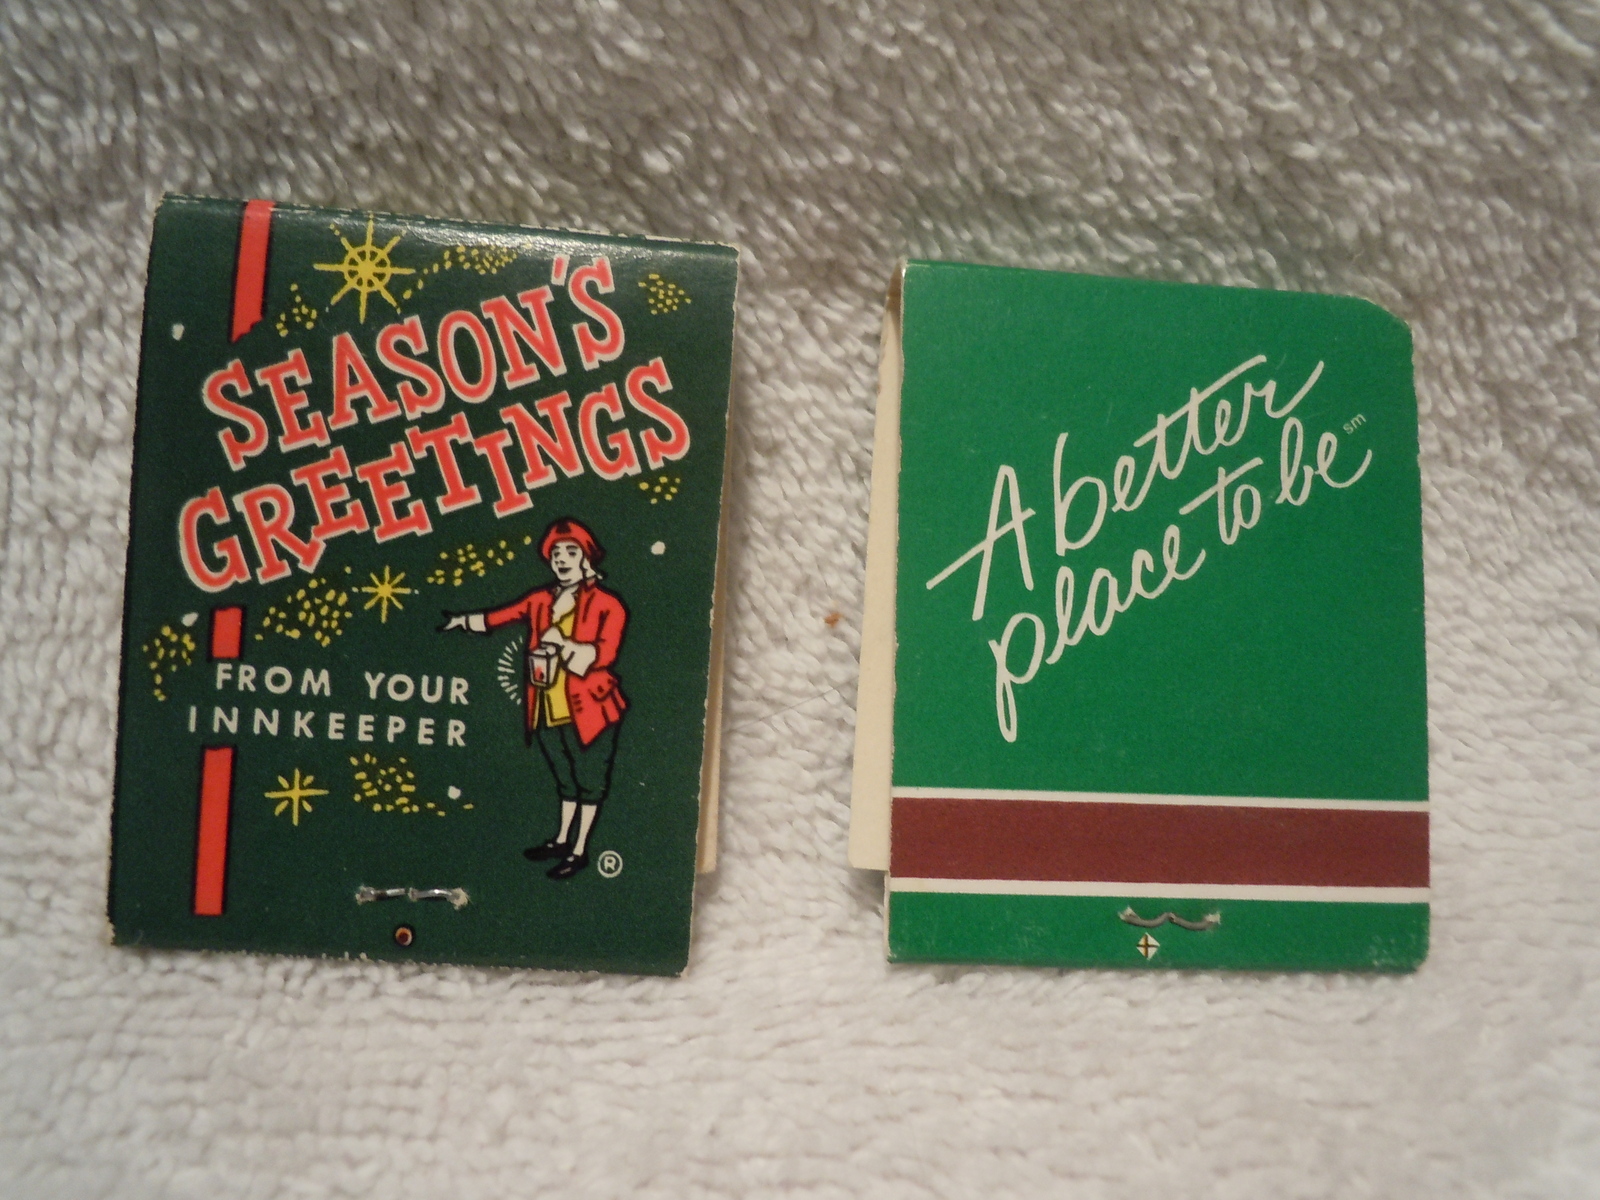 SEASON'S
GREETINGS
FROM YOUR
INNKEEPER
®
A better
place to be sm